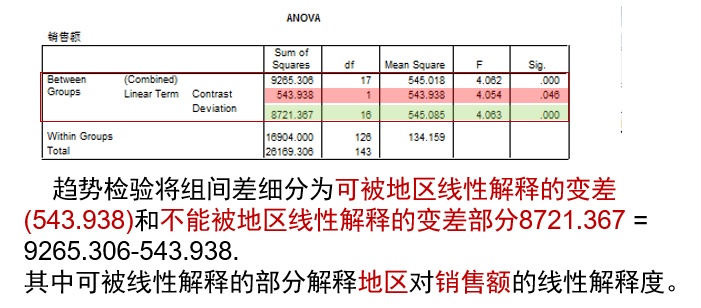 ANOVA
销售额
Sum of Squares df Mean Square F Sig.
Between Groups (Combined) 9265.306 17 545.018 4.062 .000
Linear Term Contrast 543.938 1 543.938 4.054 .046
Deviation 8721.367 16 545.085 4.063 .000
Within Groups 16904.000 126 134.159
Total 26169.306 143
趋势检验将组间差细分为可被地区线性解释的变差
(543.938)和不能被地区线性解释的变差部分8721.367 =
9265.306-543.938.
其中可被线性解释的部分解释地区对销售额的线性解释度。